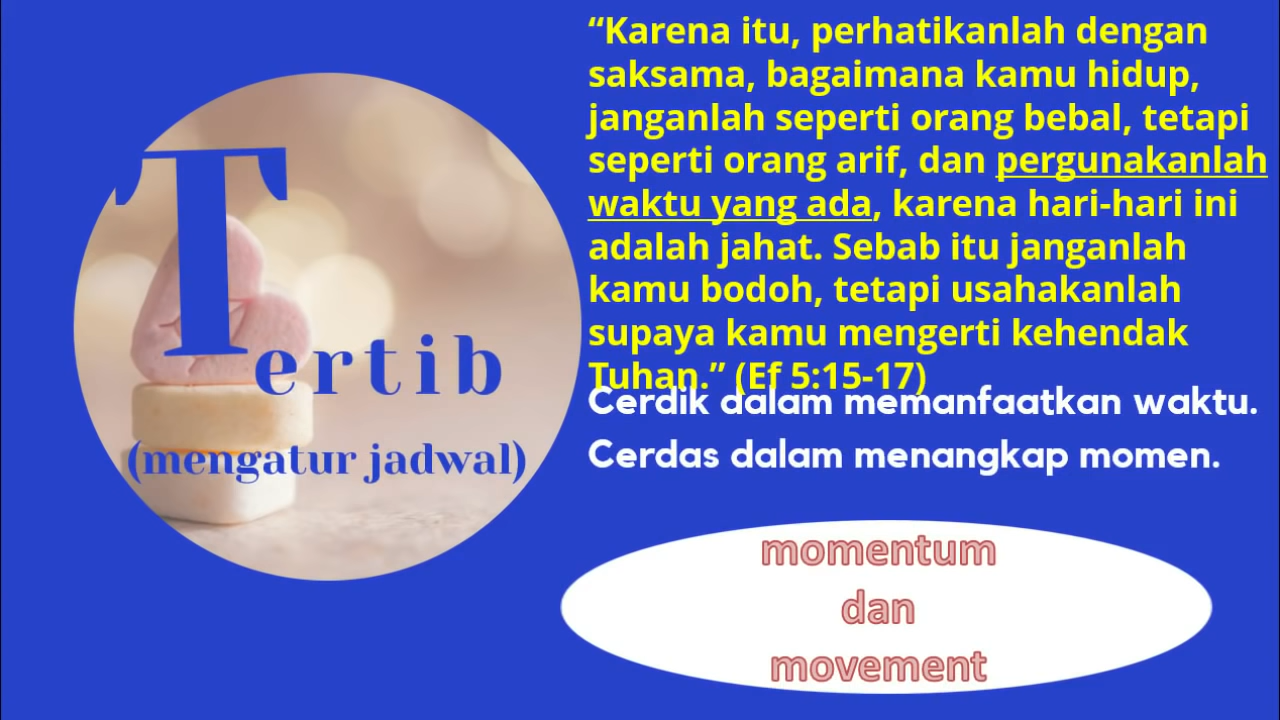 Tertib
(mengatur jadwal)
“Karena itu, perhatikanlah dengan
saksama, bagaimana kamu hidup,
janganlah seperti orang bebal, tetapi
seperti orang arif, dan pergunakanlah
waktu yang ada, karena hari-hari ini
adalah jahat. Sebab itu janganlah
kamu bodoh, tetapi usahakanlah
supaya kamu mengerti kehendak
Tuhan.” (Ef 5:15-17)
Cerdik dalam memanfaatkan waktu.
Cerdas dalam menangkap momen.
momentum
dan
movement